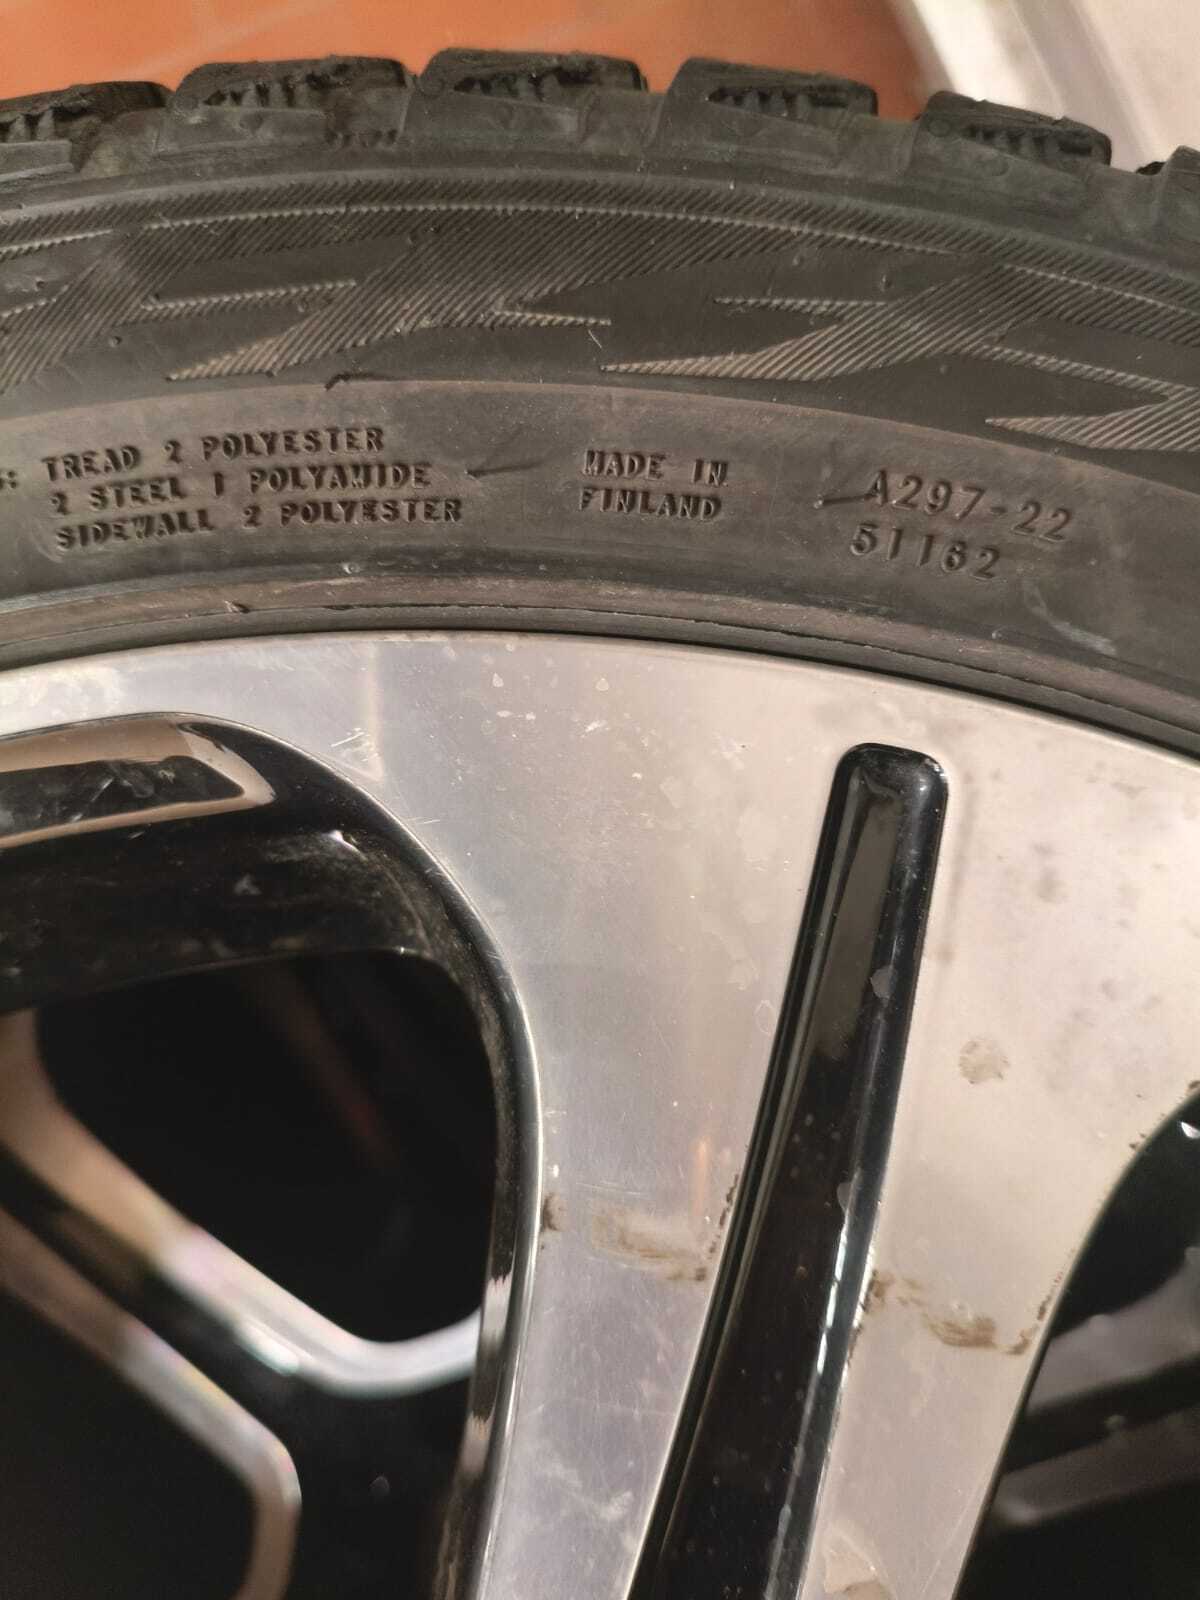 S: TREAD 2 POLYESTER
2 STEEL 1 POLYAMIDE
SIDEWALL 2 POLYESTER
MADE IN
FINLAND
A297-22
51162